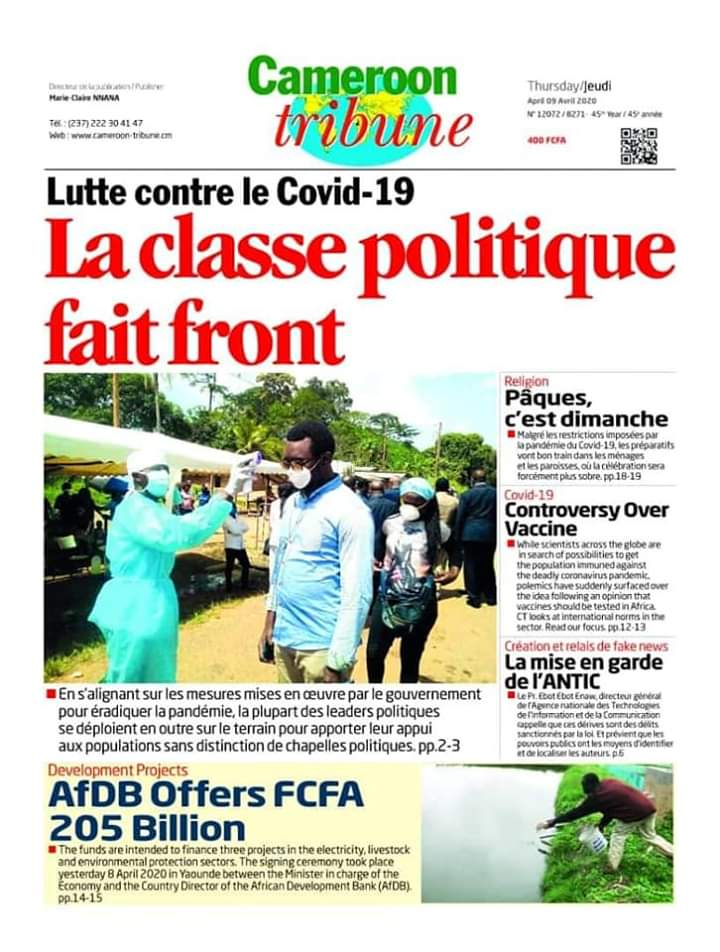 Directeur de la publication / Publisher
Marie-Claire NNANA
Tél. : (237) 222 30 41 47
Web : www.cameroon-tribune.cm
Cameroon
tribune
Thursday/Jeudi
April 09 Avril 2020
N° 12072 / 8271 - 45th Year / 45e année
400 FCFA
Lutte contre le Covid-19
La classe politique
fait front
Religion
Pâques,
c'est dimanche
Malgré les restrictions imposées par
la pandémie du Covid-19, les préparatifs
vont bon train dans les ménages
et les paroisses, où la célébration sera
forcément plus sobre. pp.18-19
Covid-19
Controversy Over
Vaccine
While scientists across the globe are
in search of possibilities to get
the population immuned against
the deadly coronavirus pandemic,
polemics have suddenly surfaced over
the idea following an opinion that
vaccines should be tested in Africa.
CT looks at international norms in the
sector. Read our focus. pp.12-13
Création et relais de fake news
La mise en garde
de l'ANTIC
Le Pr. Ebot Ebot Enaw, directeur général
de l'Agence nationale des Technologies
de l'Information et de la Communication
rappelle que ces dérives sont des délits
sanctionnés par la loi. Et prévient que les
pouvoirs publics ont les moyens d'identifier
et de localiser les auteurs. p.6
En s'alignant sur les mesures mises en œuvre par le gouvernement
pour éradiquer la pandémie, la plupart des leaders politiques
se déploient en outre sur le terrain pour apporter leur appui
aux populations sans distinction de chapelles politiques. pp.2-3
Development Projects
AfDB Offers FCFA
205 Billion
The funds are intended to finance three projects in the electricity, livestock
and environmental protection sectors. The signing ceremony took place
yesterday 8 April 2020 in Yaounde between the Minister in charge of the
Economy and the Country Director of the African Development Bank (AfDB).
pp.14-15